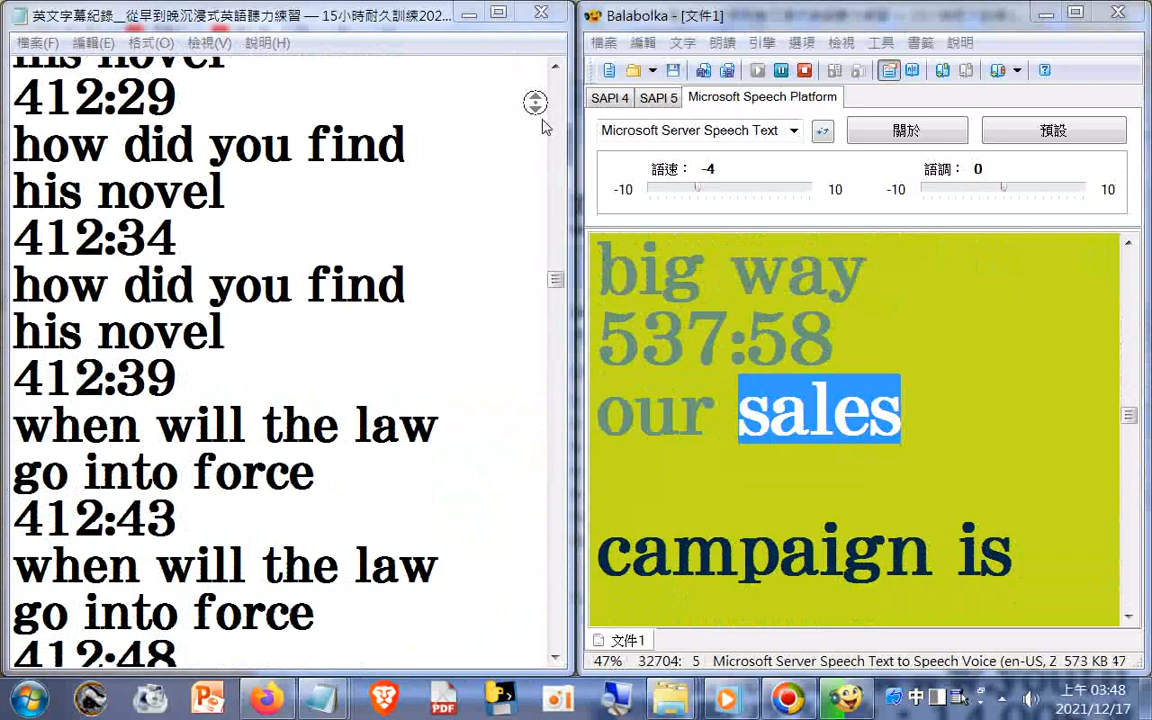 英文字幕紀錄__從早到晚沉浸式英語聽力練習 — 15小時耐久訓練202...
檔案(F) 編輯(E) 格式(O) 檢視(V) 說明(H)
his novel
412:29
how did you find
his novel
412:34
how did you find
his novel
412:39
when will the law
go into force
412:43
when will the law
go into force
412:48
Balabolka - [文件1]
檔案 編輯 文字 朗讀 引擎 選項 檢視 工具 書籤 說明
SAPI 4 SAPI 5 Microsoft Speech Platform
Microsoft Server Speech Text 關於 預設
語速： -4 語調： 0
-10 10 -10 10
big way
537:58
our sales
campaign is
文件1
47% 32704: 5 Microsoft Server Speech Text to Speech Voice (en-US, Z 573 KB 47
PDF 中 上午 03:48
2021/12/17